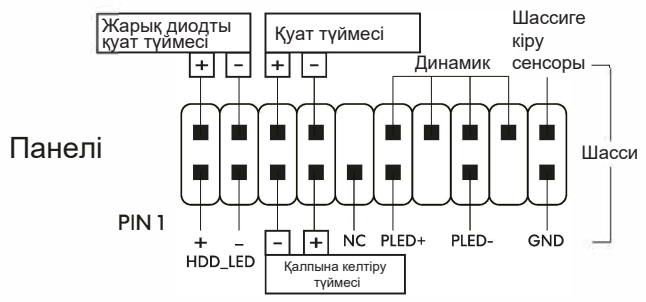 Жарық диодты
қуат түймесі
Қуат түймесі
Шассиге
кіру
сенсоры
+ − + −
Динамик
Панелі
Шасси
PIN 1
+ − − + NC PLED+ PLED- GND
HDD_LED
Қалпына келтіру
түймесі